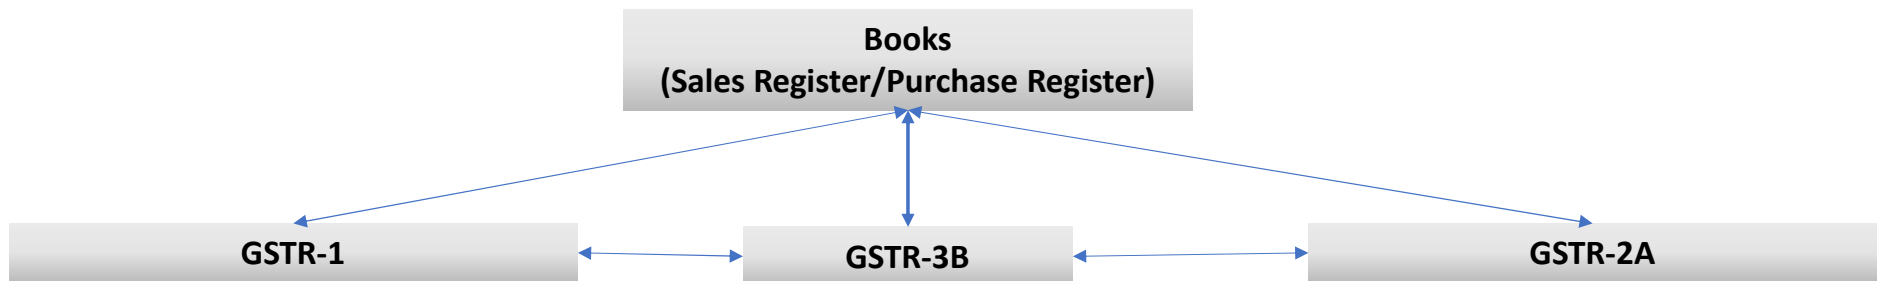 Books
(Sales Register/Purchase Register)
GSTR-1
GSTR-3B
GSTR-2A